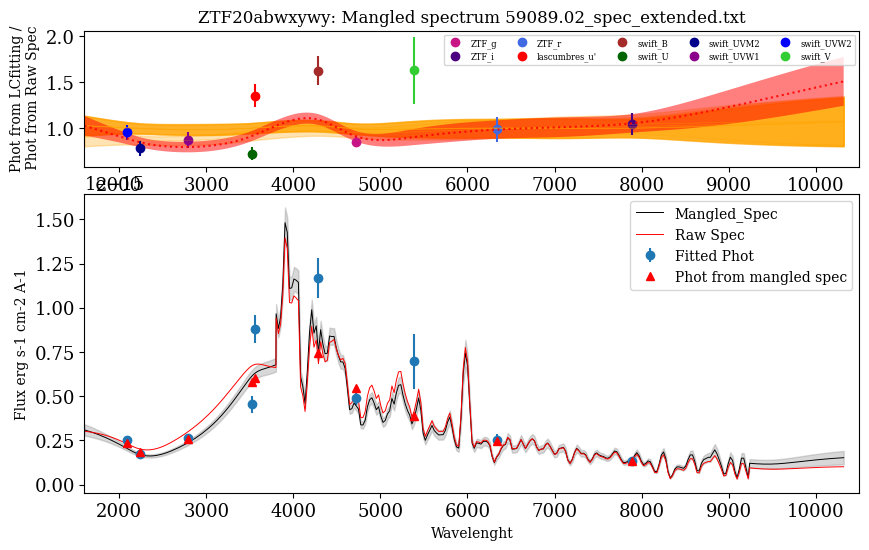 ZTF20abwxywy: Mangled spectrum 59089.02_spec_extended.txt
Phot from LCfitting /
Phot from Raw Spec
2.0
1.5
1.0
ZTF_g
ZTF_i
ZTF_r
lascumbres_u'
swift_B
swift_U
swift_UVM2
swift_UVW1
swift_UVW2
swift_V
2000 3000 4000 5000 6000 7000 8000 9000 10000
1e−15
Flux erg s-1 cm-2 A-1
1.50
1.25
1.00
0.75
0.50
0.25
0.00
Mangled_Spec
Raw Spec
Fitted Phot
Phot from mangled spec
2000 3000 4000 5000 6000 7000 8000 9000 10000
Wavelenght